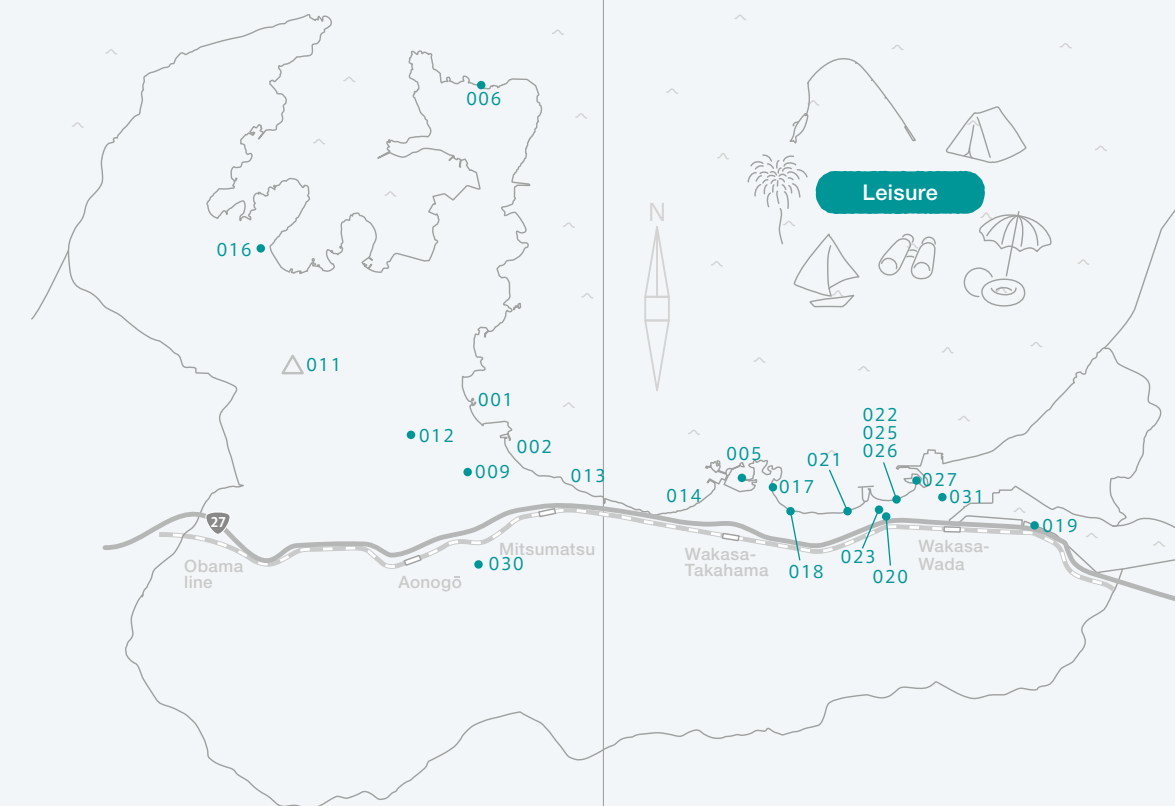 006
Leisure
N
016
011
001
012
002
009
013
014
005
021
022
025
026
017
027
031
019
27
Obama
line
Aonogō
Mitsumatsu
030
Wakasa-
Takahama
018
023
020
Wakasa-
Wada